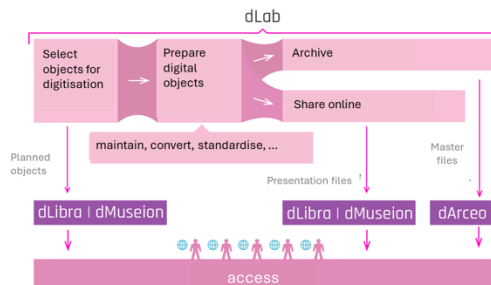 dLab
Select
objects for
digitisation
Prepare
digital
objects
Archive
Share online
maintain, convert, standardise, ...
Planned
objects
Presentation files
Master
files
dLibra | dMuseion
dLibra | dMuseion
dArceo
access